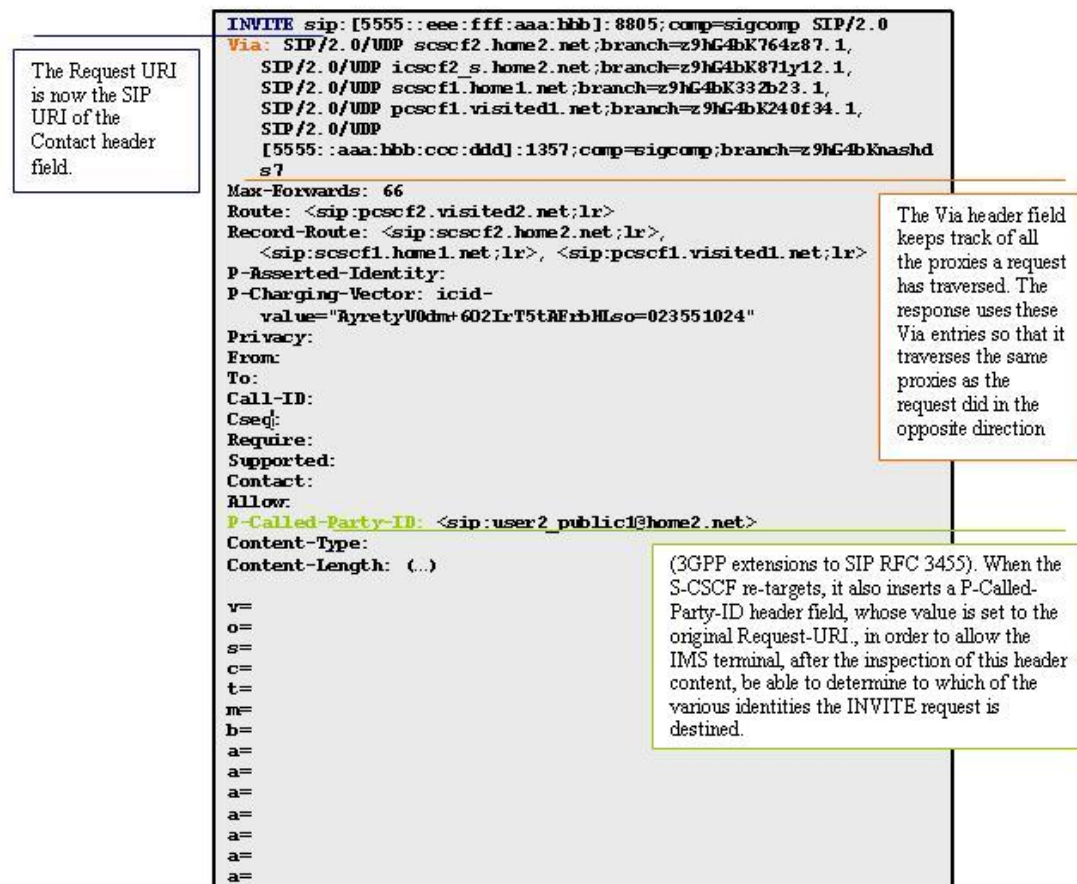 INVITE sip:[5555::eee:fff:aaa:bbb]:8805;comp=sigcomp SIP/2.0
Via: SIP/2.0/UDP scscf2.home2.net;branch=z9hG4bK764z87.1,
SIP/2.0/UDP icscf2_s.home2.net;branch=z9hG4bK871y12.1,
SIP/2.0/UDP scscf1.home1.net;branch=z9hG4bK332b23.1,
SIP/2.0/UDP pcscf1.visited1.net;branch=z9hG4bK240f34.1,
SIP/2.0/UDP
[5555::aaa:bbb:ccc:ddd]:1357;comp=sigcomp;branch=z9hG4bKnashd
s7
Max-Forwards: 66
Route: <sip:pcscf2.visited2.net;lr>
Record-Route: <sip:scscf2.home2.net;lr>,
<sip:scscf1.home1.net;lr>, <sip:pcscf1.visited1.net;lr>
P-Asserted-Identity:
P-Charging-Vector: icid-
value="AyretyU0dm+6O2IrT5tAFrbHLso=023551024"
Privacy:
From:
To:
Call-ID:
Cseq:
Require:
Supported:
Contact:
Allow:
P-Called-Party-ID: <sip:user2_public1@home2.net>
Content-Type:
Content-Length: (…)
v=
o=
s=
c=
t=
m=
b=
a=
a=
a=
a=
a=
a=
a=
The Request URI
is now the SIP
URI of the
Contact header
field.
The Via header field
keeps track of all
the proxies a request
has traversed. The
response uses these
Via entries so that it
traverses the same
proxies as the
request did in the
opposite direction
(3GPP extensions to SIP RFC 3455). When the
S-CSCF re-targets, it also inserts a P-Called-
Party-ID header field, whose value is set to the
original Request-URI., in order to allow the
IMS terminal, after the inspection of this header
content, be able to determine to which of the
various identities the INVITE request is
destined.